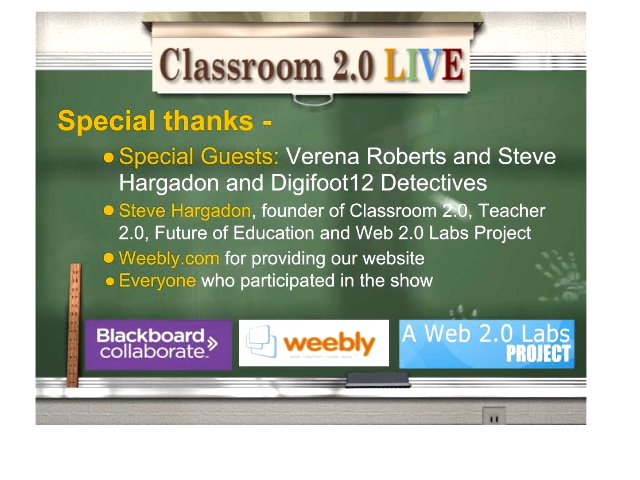 Classroom 2.0 LIVE
Special thanks -
Special Guests: Verena Roberts and Steve
Hargadon and Digifoot12 Detectives
Steve Hargadon, founder of Classroom 2.0, Teacher
2.0, Future of Education and Web 2.0 Labs Project
Weebly.com for providing our website
Everyone who participated in the show
Blackboard
collaborate™
weebly
A Web 2.0 Labs
PROJECT